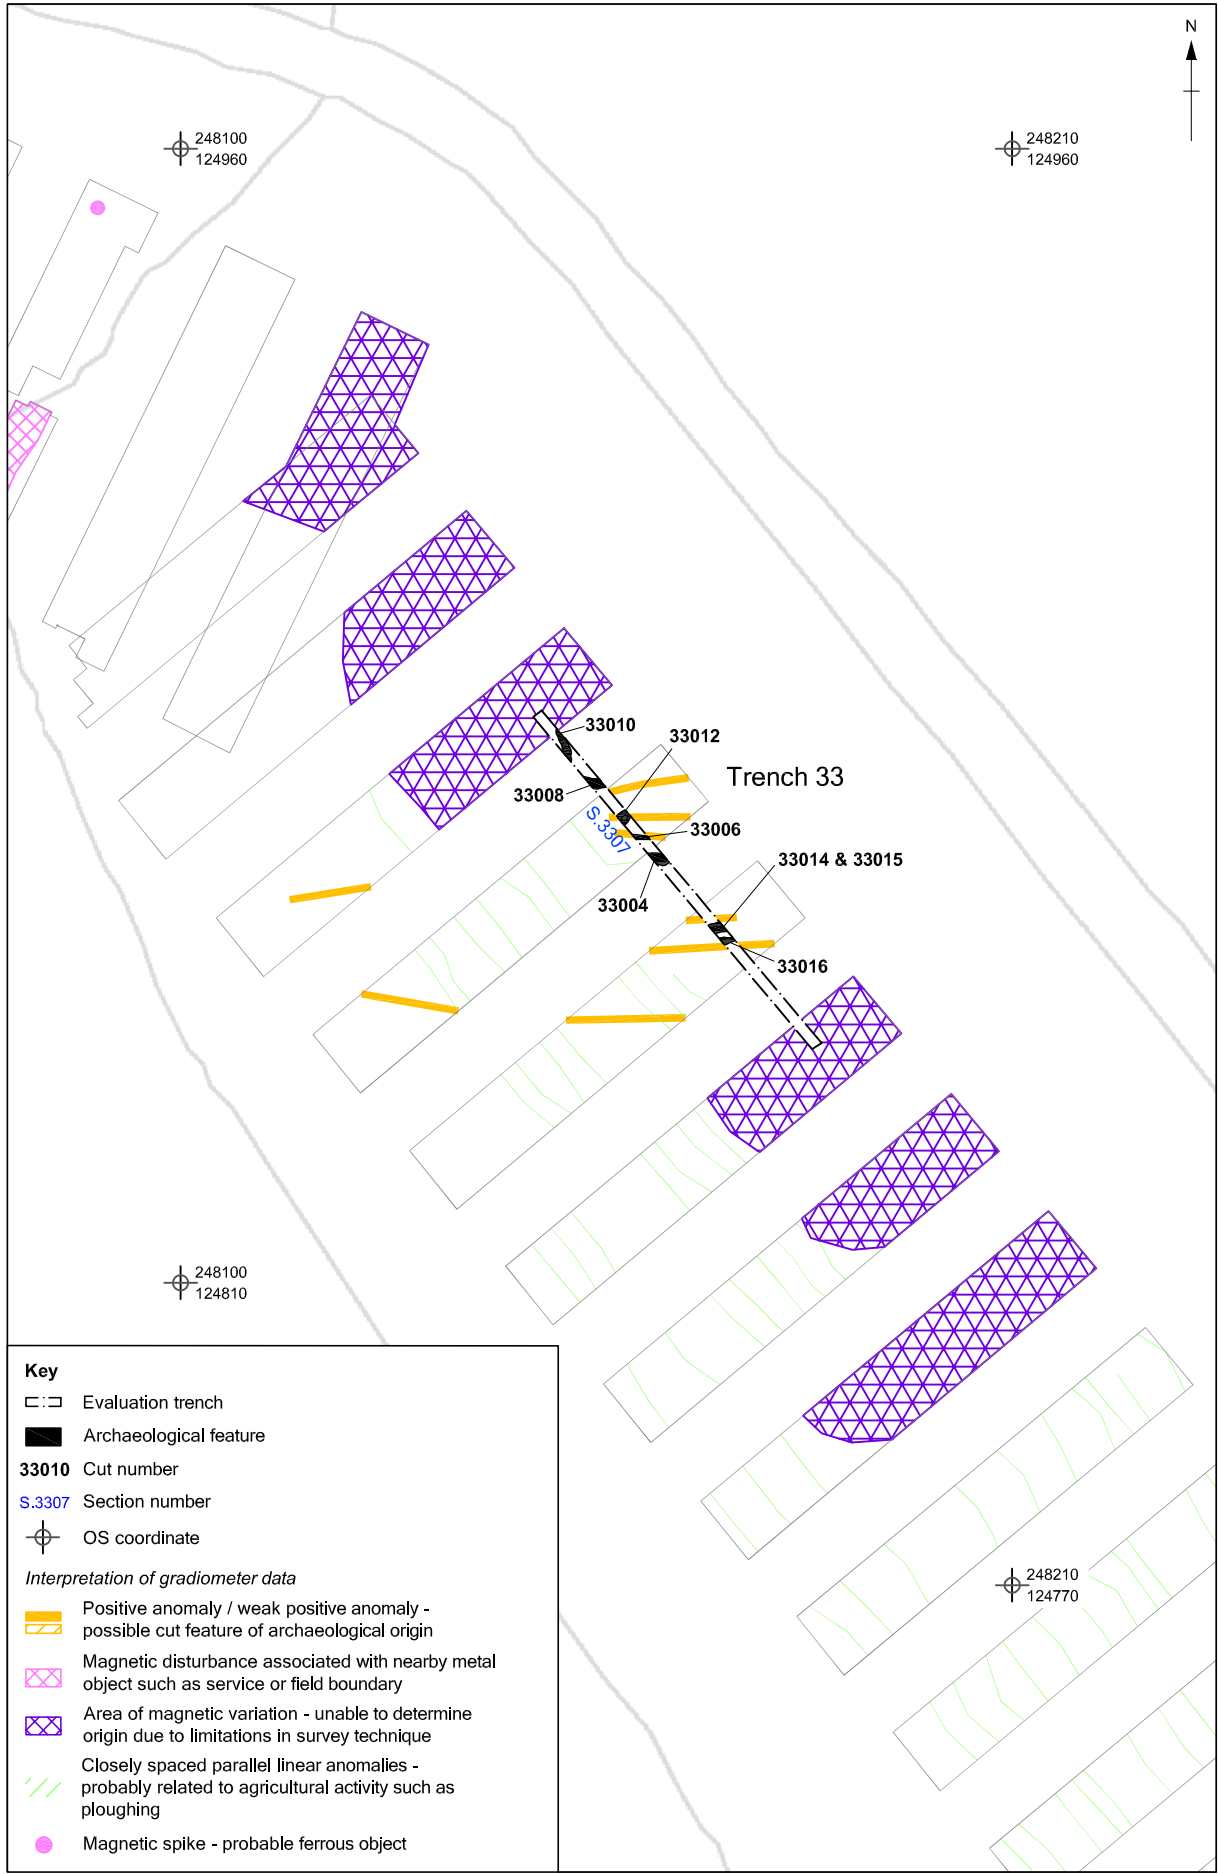 N
248100
124960
248210
124960
33010
33012
Trench 33
33008
S.3307
33006
33014 & 33015
33004
33016
248100
124810
248210
124770
Key
Evaluation trench
Archaeological feature
33010 Cut number
S.3307 Section number
OS coordinate
Interpretation of gradiometer data
Positive anomaly / weak positive anomaly -
possible cut feature of archaeological origin
Magnetic disturbance associated with nearby metal
object such as service or field boundary
Area of magnetic variation - unable to determine
origin due to limitations in survey technique
Closely spaced parallel linear anomalies -
probably related to agricultural activity such as
ploughing
Magnetic spike - probable ferrous object